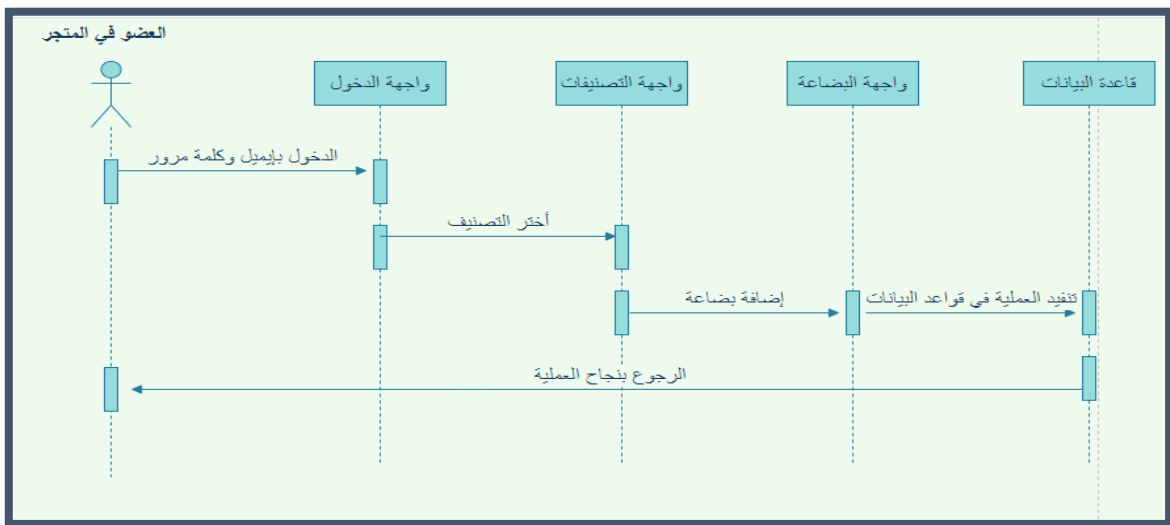 العضو في المتجر
واجهة الدخول
واجهة التصنيفات
واجهة البضاعة
قاعدة البيانات
الدخول بإيميل وكلمة مرور
أختر التصنيف
إضافة بضاعة
تنفيد العملية في قواعد البيانات
الرجوع بنجاح العملية